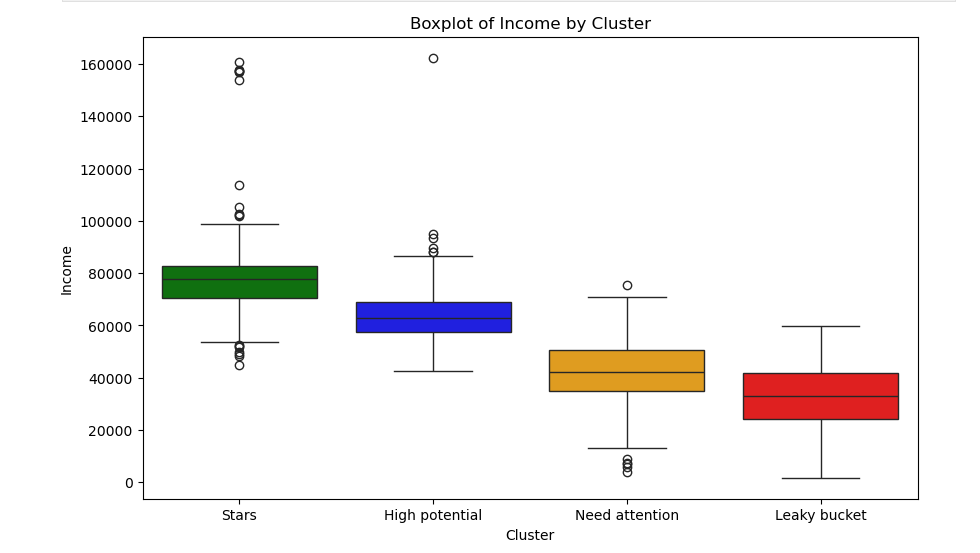 Boxplot of Income by Cluster
160000
140000
120000
100000
80000
60000
40000
20000
0
Income
Stars
High potential
Need attention
Leaky bucket
Cluster